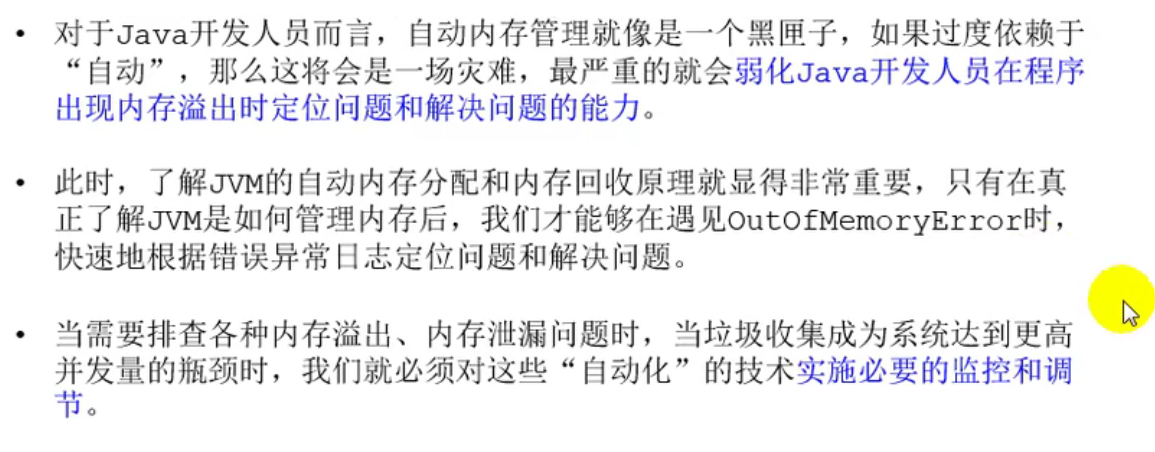 • 对于Java开发人员而言，自动内存管理就像是一个黑匣子，如果过度依赖于
“自动”，那么这将会是一场灾难，最严重的就会弱化Java开发人员在程序
出现内存溢出时定位问题和解决问题的能力。
• 此时，了解JVM的自动内存分配和内存回收原理就显得非常重要，只有在真
正了解JVM是如何管理内存后，我们才能够在遇见OutOfMemoryError时，
快速地根据错误异常日志定位问题和解决问题。
• 当需要排查各种内存溢出、内存泄漏问题时，当垃圾收集成为系统达到更高
并发量的瓶颈时，我们就必须对这些“自动化”的技术实施必要的监控和调
节。